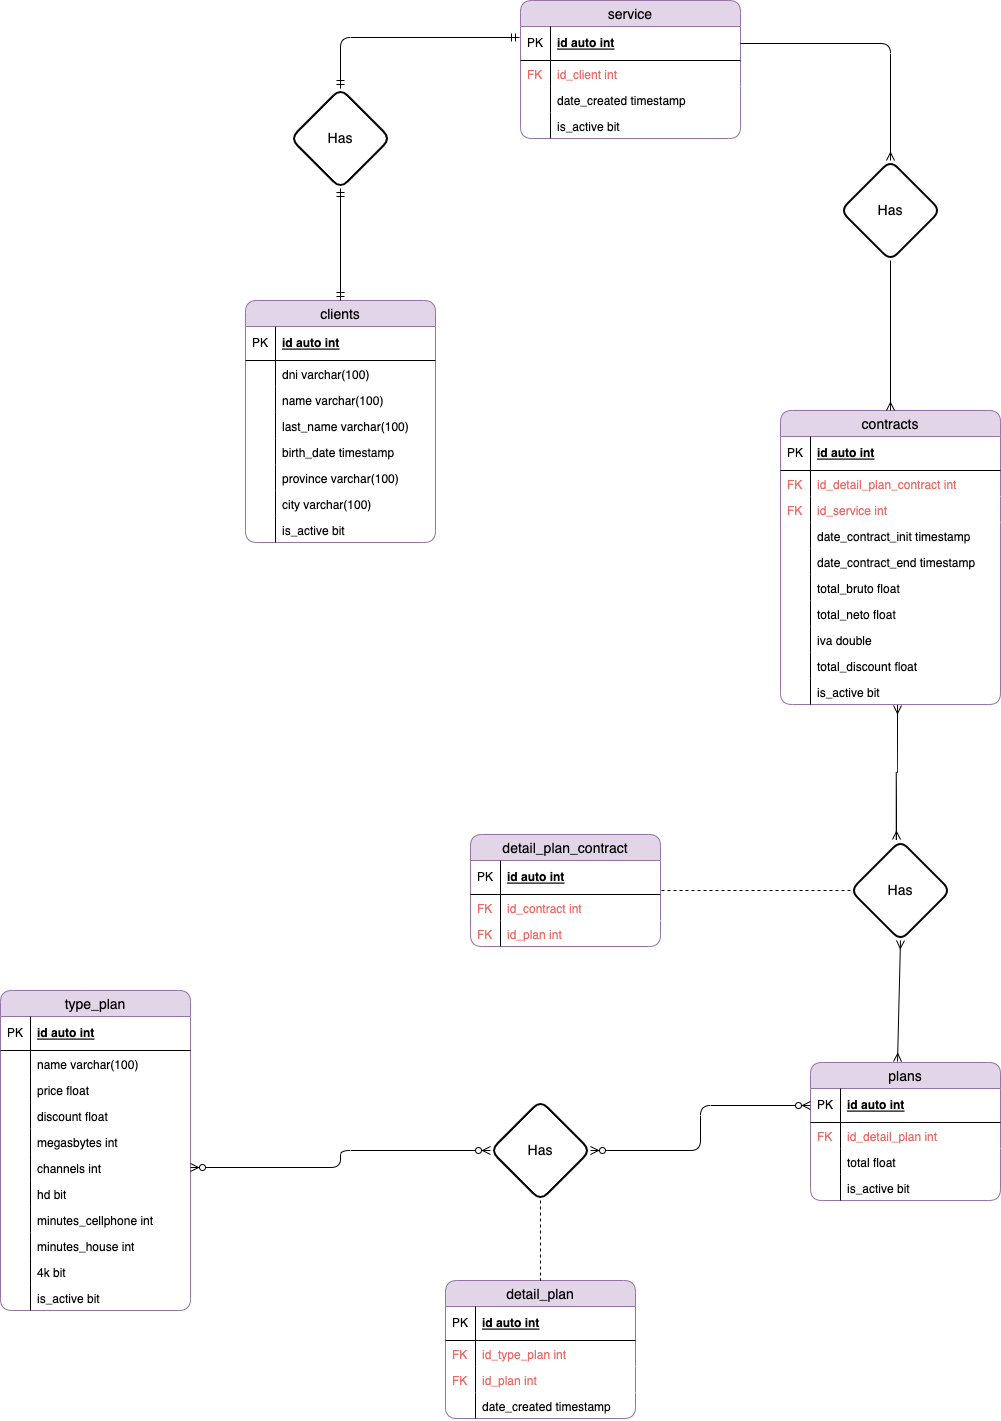 service
PK id auto int
FK id_client int
date_created timestamp
is_active bit
Has
Has
clients
PK id auto int
dni varchar(100)
name varchar(100)
last_name varchar(100)
birth_date timestamp
province varchar(100)
city varchar(100)
is_active bit
contracts
PK id auto int
FK id_detail_plan_contract int
FK id_service int
date_contract_init timestamp
date_contract_end timestamp
total_bruto float
total_neto float
iva double
total_discount float
is_active bit
detail_plan_contract
PK id auto int
FK id_contract int
FK id_plan int
Has
type_plan
PK id auto int
name varchar(100)
price float
discount float
megasbytes int
channels int
hd bit
minutes_cellphone int
minutes_house int
4k bit
is_active bit
Has
plans
PK id auto int
FK id_detail_plan int
total float
is_active bit
detail_plan
PK id auto int
FK id_type_plan int
FK id_plan int
date_created timestamp